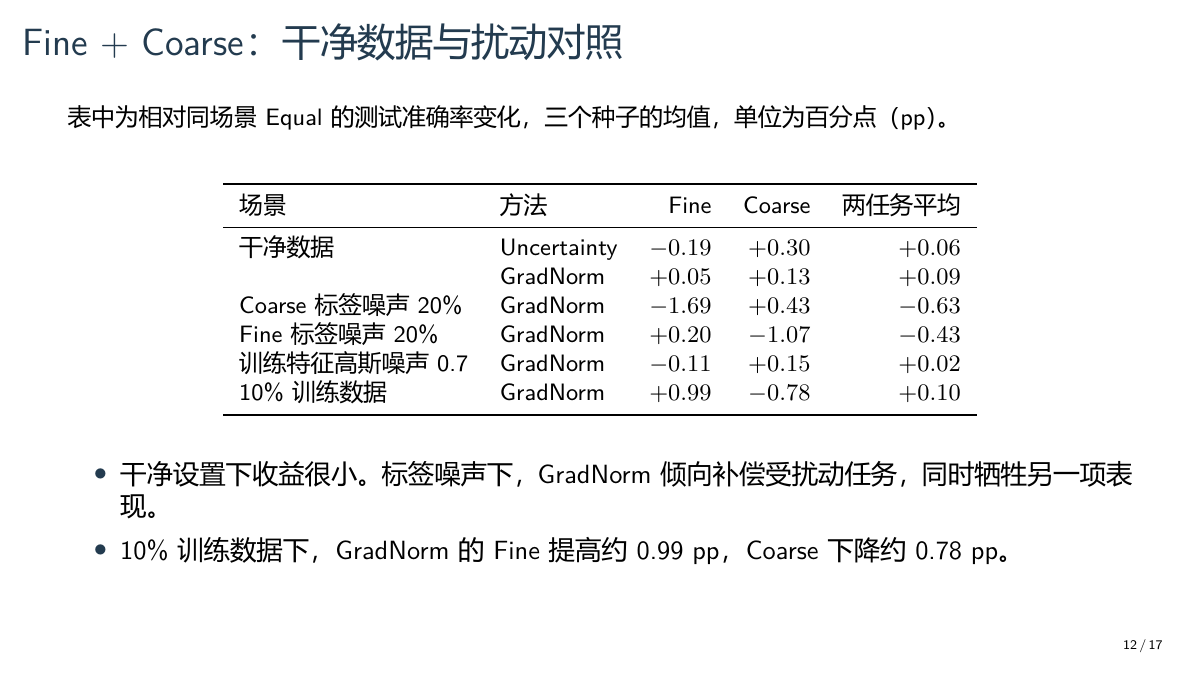 Fine + Coarse：干净数据与扰动对照
表中为相对同场景 Equal 的测试准确率变化，三个种子的均值，单位为百分点（pp）。
场景 方法 Fine Coarse 两任务平均
干净数据 Uncertainty −0.19 +0.30 +0.06
GradNorm +0.05 +0.13 +0.09
Coarse 标签噪声 20% GradNorm −1.69 +0.43 −0.63
Fine 标签噪声 20% GradNorm +0.20 −1.07 −0.43
训练特征高斯噪声 0.7 GradNorm −0.11 +0.15 +0.02
10% 训练数据 GradNorm +0.99 −0.78 +0.10
• 干净设置下收益很小。标签噪声下，GradNorm 倾向补偿受扰动任务，同时牺牲另一项表
现。
• 10% 训练数据下，GradNorm 的 Fine 提高约 0.99 pp，Coarse 下降约 0.78 pp。
12 / 17